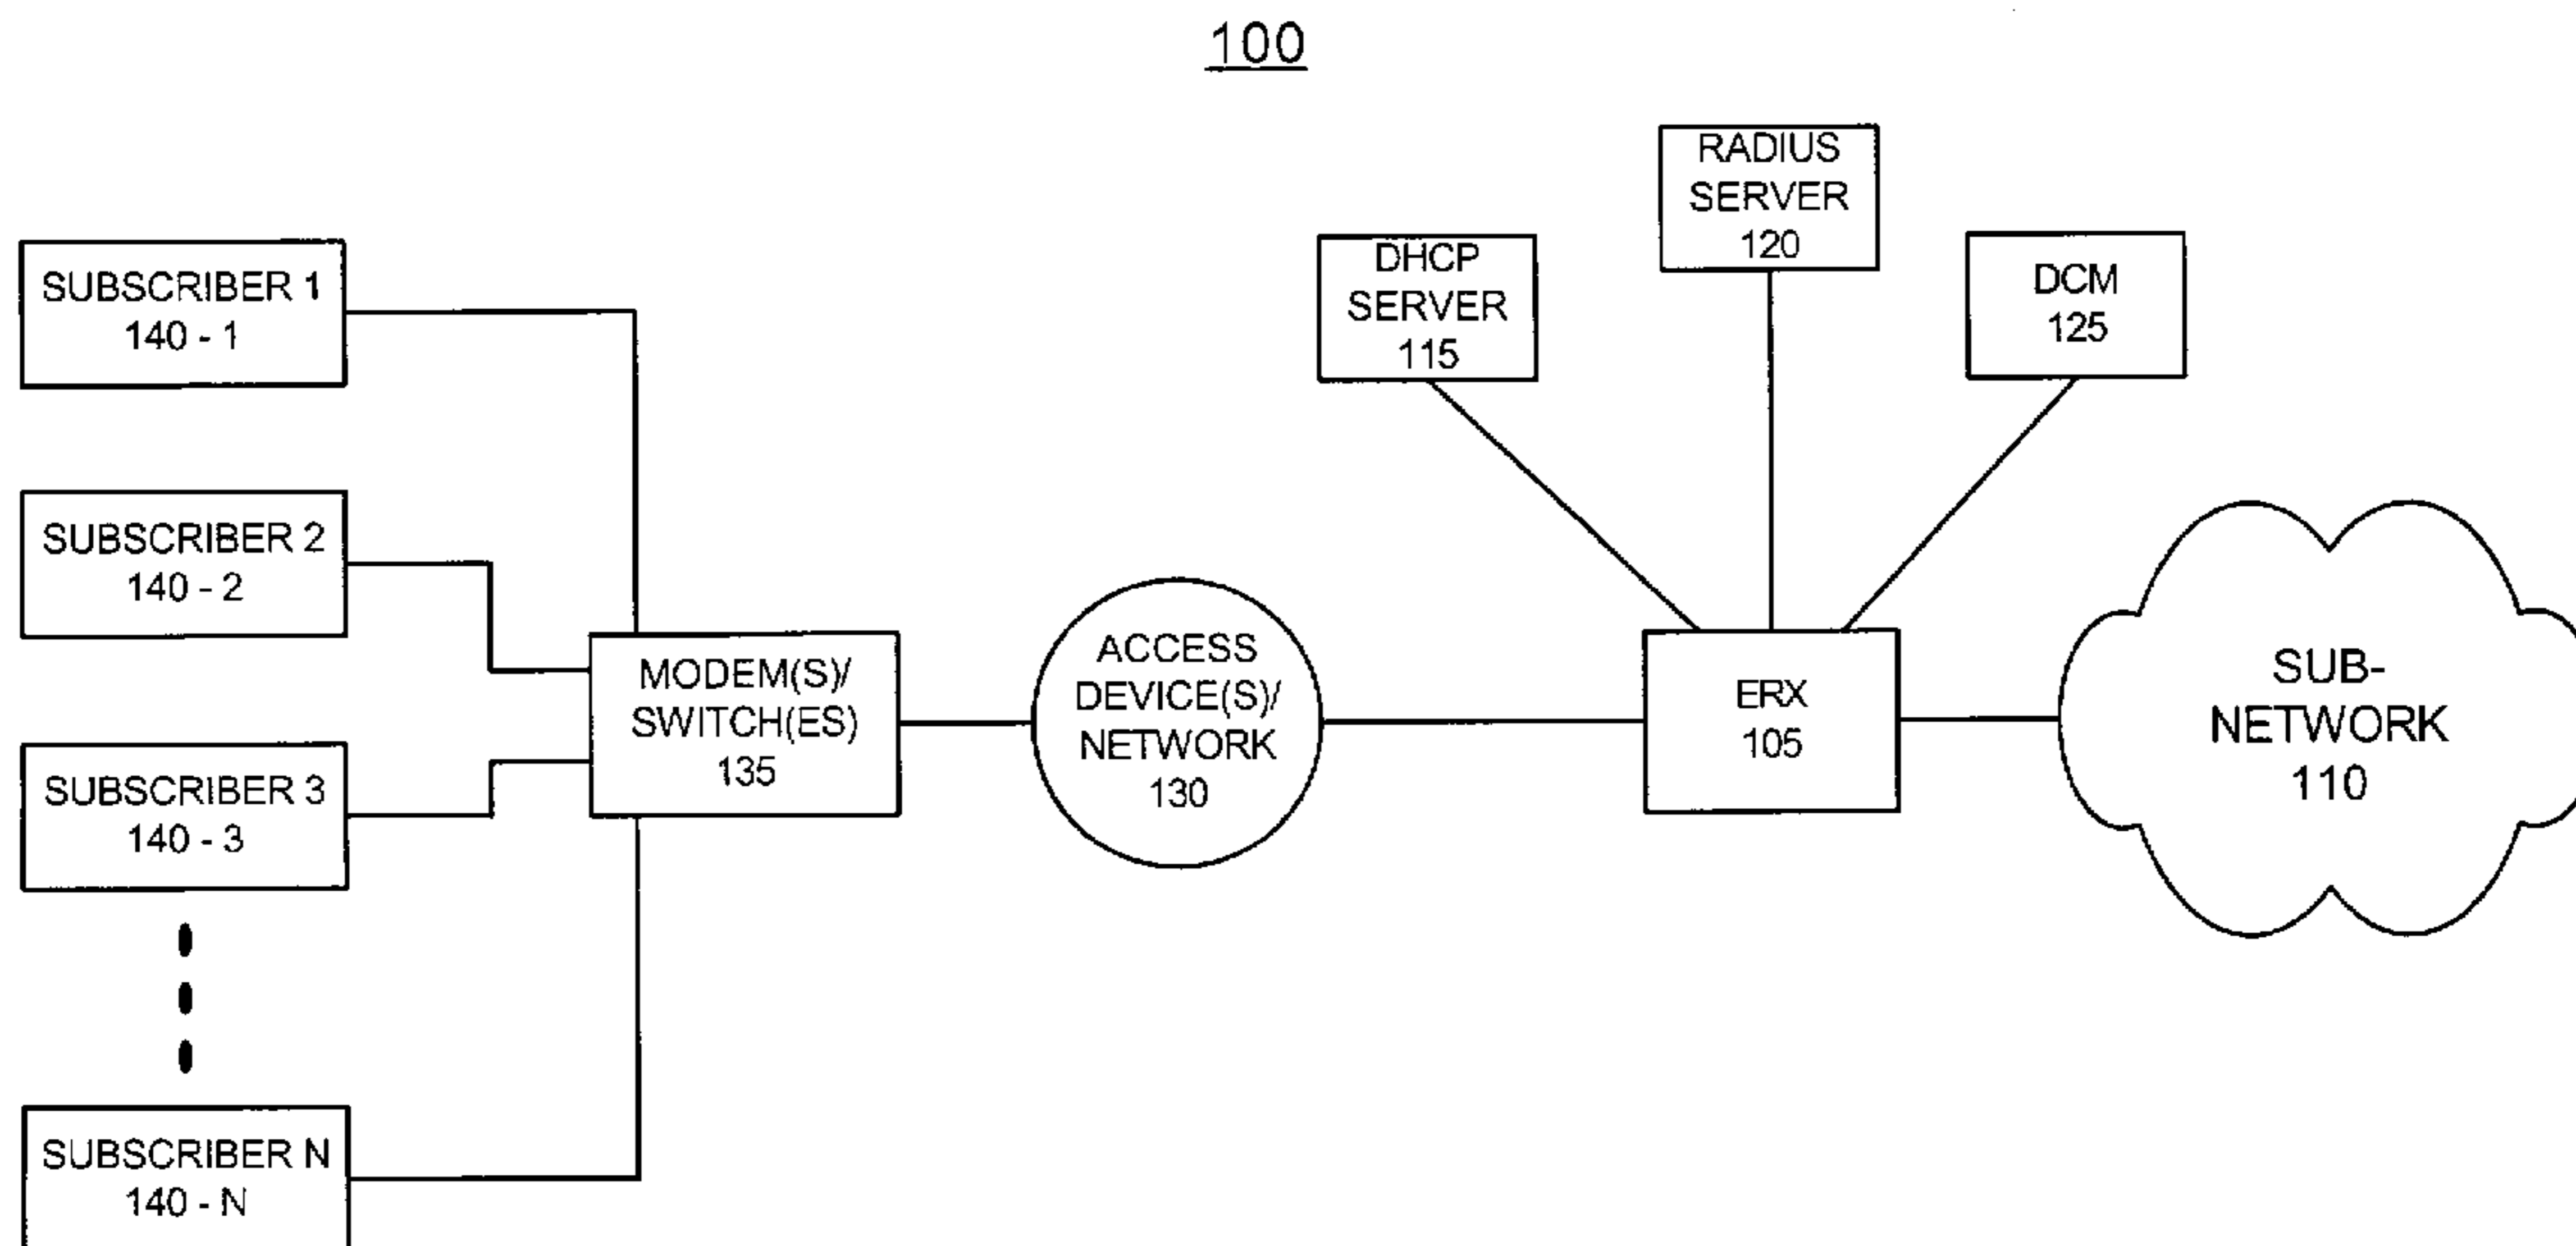 100
RADIUS
SERVER
120
DHCP
SERVER
115
DCM
125
SUBSCRIBER 1
140 - 1
SUBSCRIBER 2
140 - 2
SUBSCRIBER 3
140 - 3
SUBSCRIBER N
140 - N
MODEM(S)/
SWITCH(ES)
135
ACCESS
DEVICE(S)/
NETWORK
130
ERX
105
SUB-
NETWORK
110